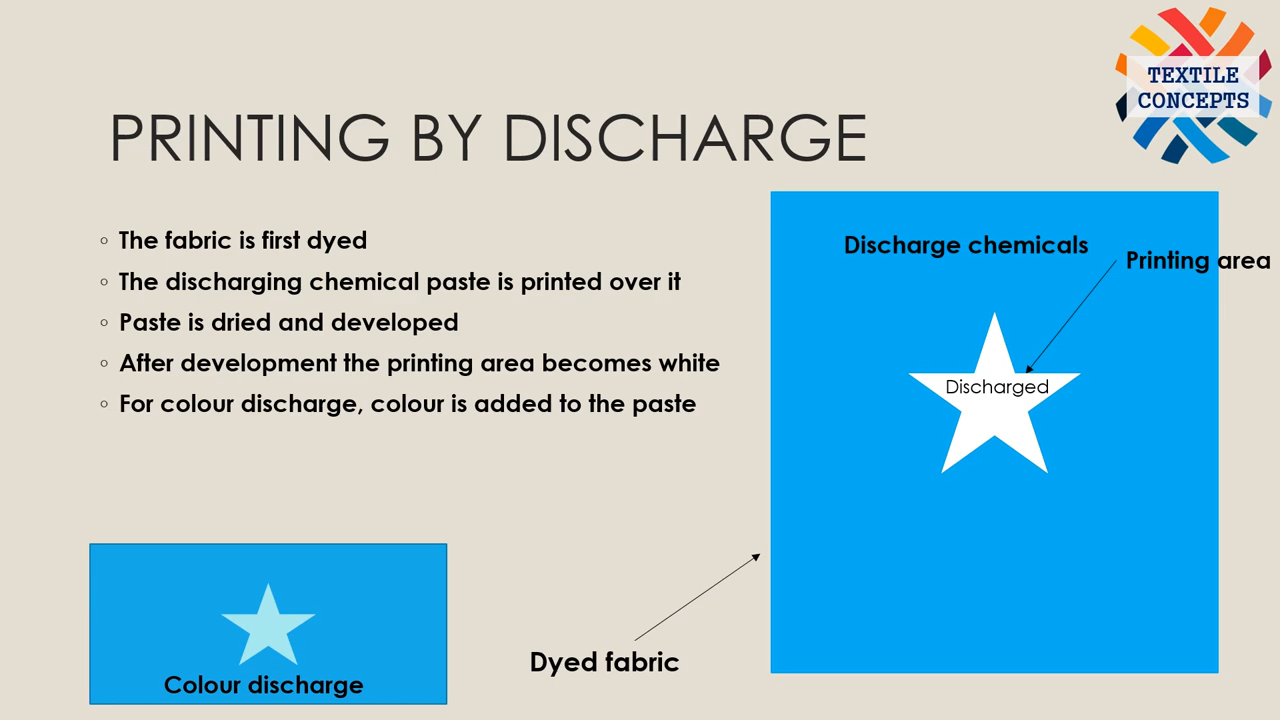 TEXTILE
CONCEPTS
PRINTING BY DISCHARGE
The fabric is first dyed
The discharging chemical paste is printed over it
Paste is dried and developed
After development the printing area becomes white
For colour discharge, colour is added to the paste
Discharge chemicals
Printing area
Discharged
Dyed fabric
Colour discharge